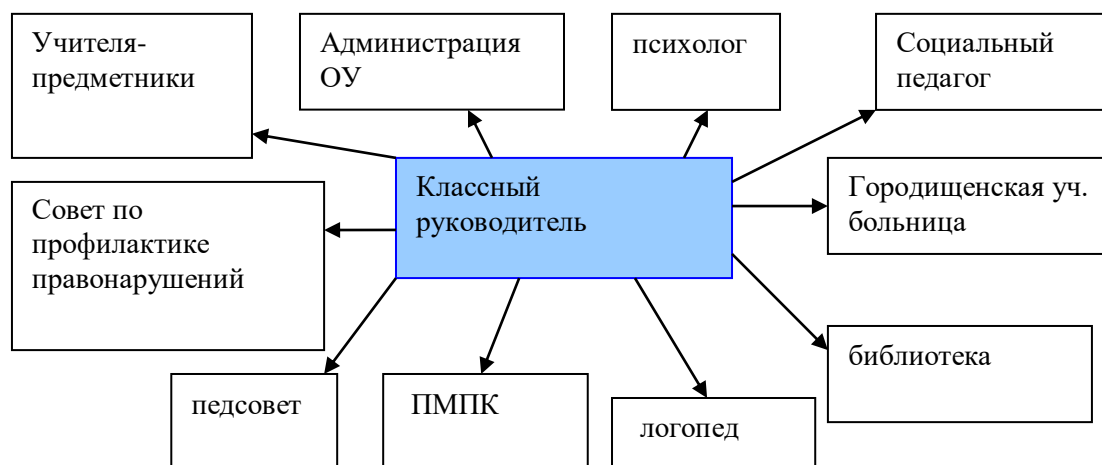 Учителя-
предметники
Администрация
ОУ
психолог
Социальный
педагог
Классный
руководитель
Городищенская уч.
больница
Совет по
профилактике
правонарушений
библиотека
педсовет
ПМПК
логопед